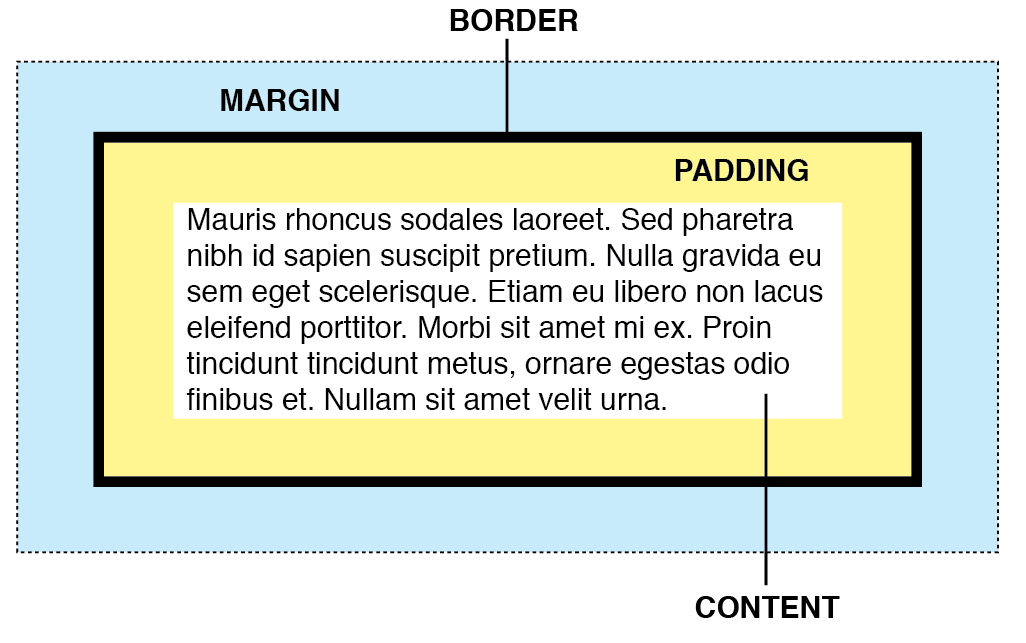 BORDER
MARGIN
PADDING
Mauris rhoncus sodales laoreet. Sed pharetra
nibh id sapien suscipit pretium. Nulla gravida eu
sem eget scelerisque. Etiam eu libero non lacus
eleifend porttitor. Morbi sit amet mi ex. Proin
tincidunt tincidunt metus, ornare egestas odio
finibus et. Nullam sit amet velit urna.
CONTENT